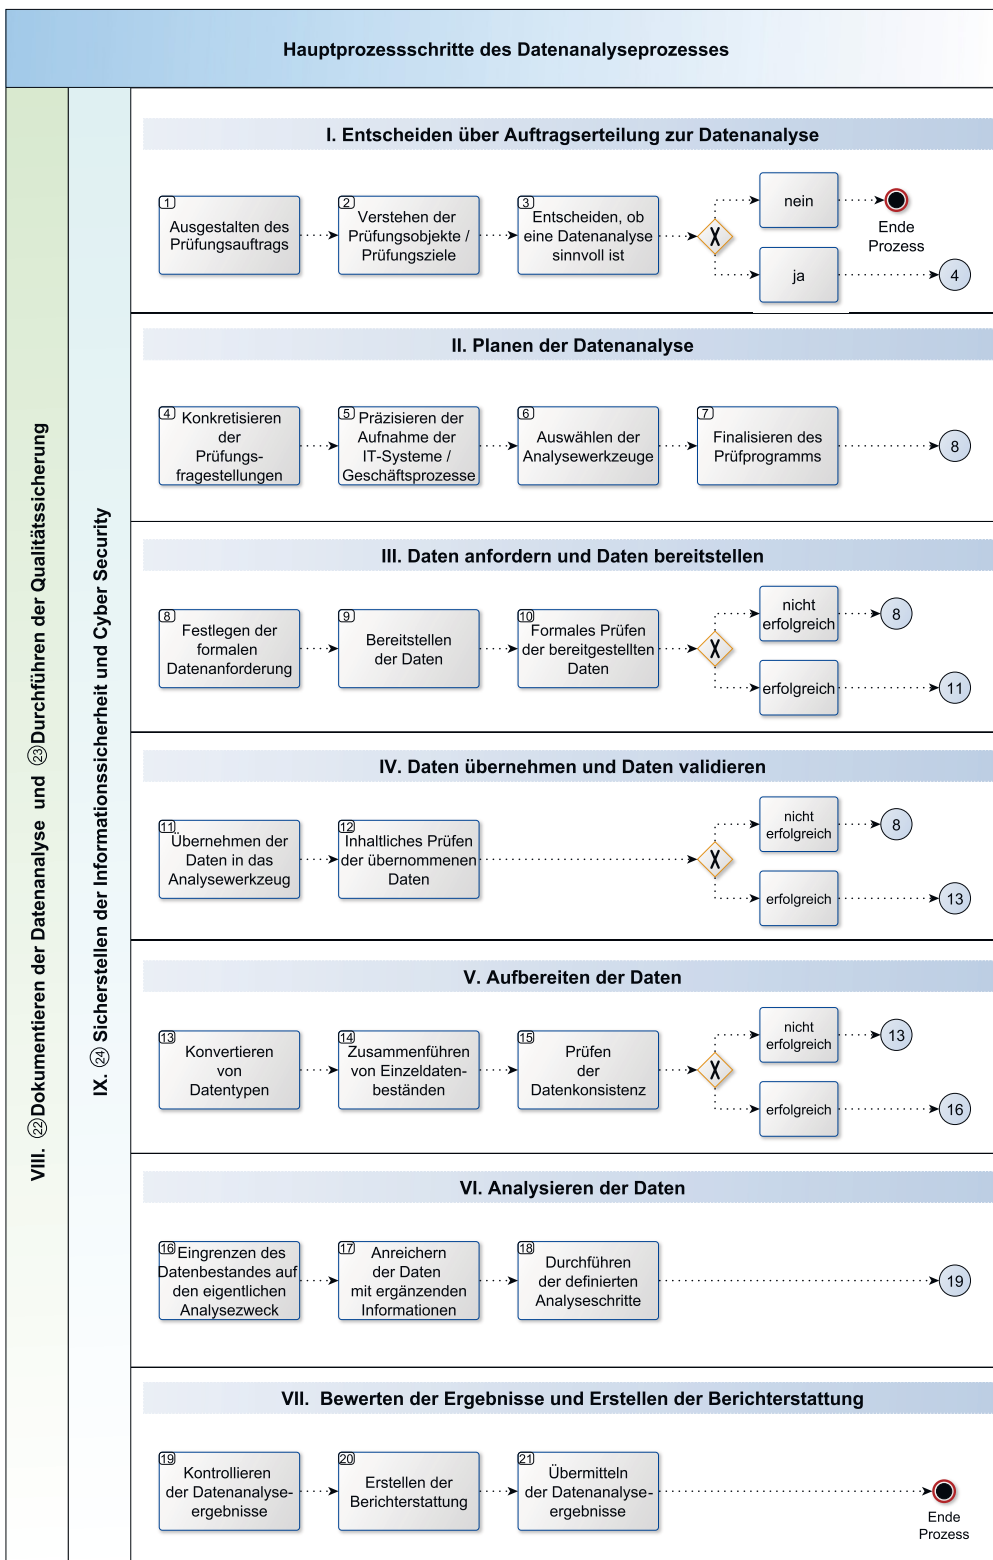 Hauptprozessschritte des Datenanalyseprozesses
VIII. 22 Dokumentieren der Datenanalyse und 23 Durchführen der Qualitätssicherung
IX. 24 Sicherstellen der Informationssicherheit und Cyber Security
I. Entscheiden über Auftragserteilung zur Datenanalyse
1
Ausgestalten des
Prüfungsauftrags
2
Verstehen der
Prüfungsobjekte /
Prüfungsziele
3
Entscheiden, ob
eine Datenanalyse
sinnvoll ist
X
nein
Ende
Prozess
ja
4
II. Planen der Datenanalyse
4
Konkretisieren
der
Prüfungs-
fragestellungen
5
Präzisieren der
Aufnahme der
IT-Systeme /
Geschäftsprozesse
6
Auswählen der
Analysewerkzeuge
7
Finalisieren des
Prüfprogramms
8
III. Daten anfordern und Daten bereitstellen
8
Festlegen der
formalen
Datenanforderung
9
Bereitstellen
der Daten
10
Formales Prüfen
der bereitgestellten
Daten
X
nicht
erfolgreich
8
erfolgreich
11
IV. Daten übernehmen und Daten validieren
11
Übernehmen der
Daten in das
Analysewerkzeug
12
Inhaltliches Prüfen
der übernommenen
Daten
X
nicht
erfolgreich
8
erfolgreich
13
V. Aufbereiten der Daten
13
Konvertieren
von
Datentypen
14
Zusammenführen
von Einzeldaten-
beständen
15
Prüfen
der
Datenkonsistenz
X
nicht
erfolgreich
13
erfolgreich
16
VI. Analysieren der Daten
16
Eingrenzen des
Datenbestandes auf
den eigentlichen
Analysezweck
17
Anreichern
der Daten
mit ergänzenden
Informationen
18
Durchführen
der definierten
Analyseschritte
19
VII. Bewerten der Ergebnisse und Erstellen der Berichterstattung
19
Kontrollieren
der Datenanalyse-
ergebnisse
20
Erstellen der
Berichterstattung
21
Übermitteln
der Datenanalyse-
ergebnisse
Ende
Prozess